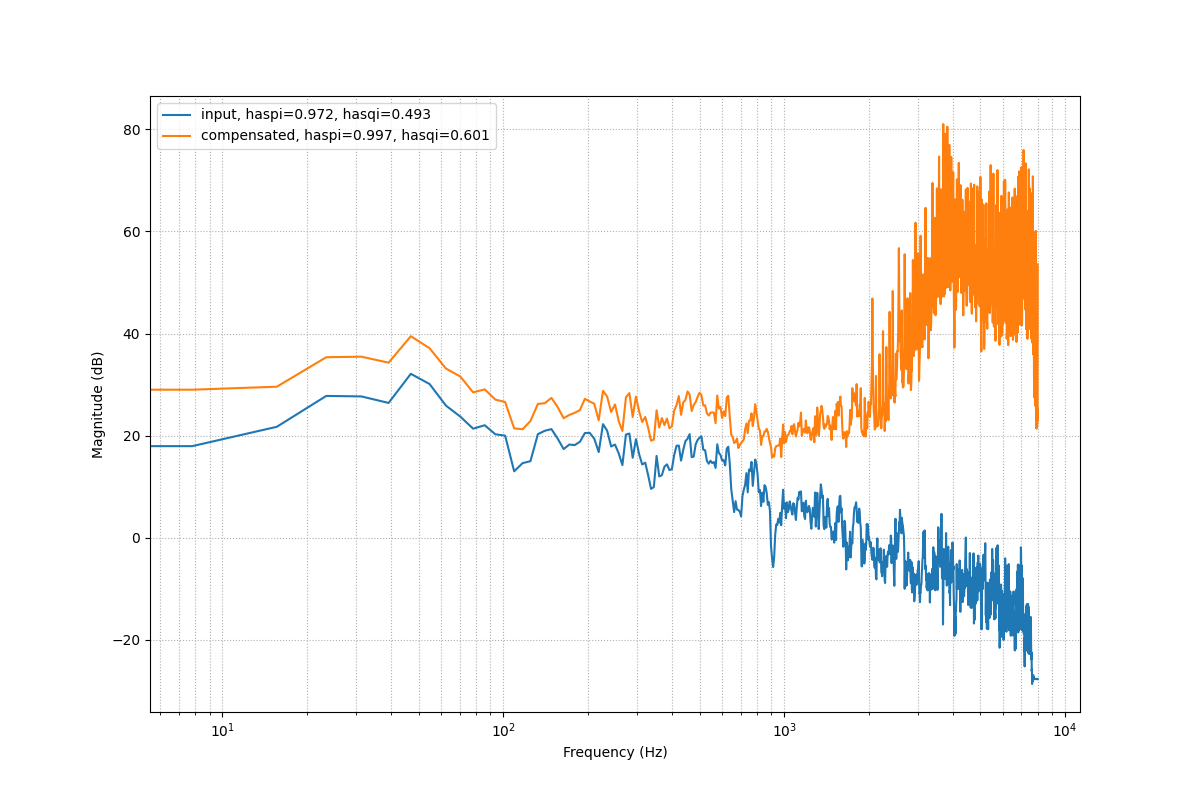 input, haspi=0.972, hasqi=0.493
compensated, haspi=0.997, hasqi=0.601
80
60
40
20
0
−20
Magnitude (dB)
10¹ 10² 10³ 10⁴
Frequency (Hz)